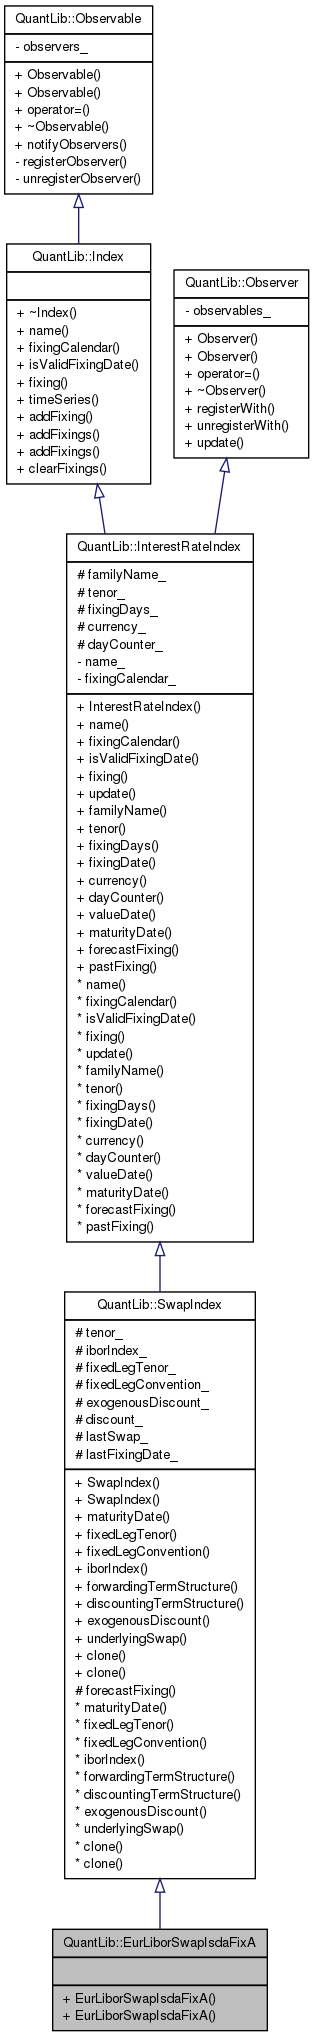 QuantLib::Observable
- observers_
+ Observable()
+ Observable()
+ operator=()
+ ~Observable()
+ notifyObservers()
- registerObserver()
- unregisterObserver()
QuantLib::Index
+ ~Index()
+ name()
+ fixingCalendar()
+ isValidFixingDate()
+ fixing()
+ timeSeries()
+ addFixing()
+ addFixings()
+ addFixings()
+ clearFixings()
QuantLib::Observer
- observables_
+ Observer()
+ Observer()
+ operator=()
+ ~Observer()
+ registerWith()
+ unregisterWith()
+ update()
QuantLib::InterestRateIndex
# familyName_
# tenor_
# fixingDays_
# currency_
# dayCounter_
- name_
- fixingCalendar_
+ InterestRateIndex()
+ name()
+ fixingCalendar()
+ isValidFixingDate()
+ fixing()
+ update()
+ familyName()
+ tenor()
+ fixingDays()
+ fixingDate()
+ currency()
+ dayCounter()
+ valueDate()
+ maturityDate()
+ forecastFixing()
+ pastFixing()
* name()
* fixingCalendar()
* isValidFixingDate()
* fixing()
* update()
* familyName()
* tenor()
* fixingDays()
* fixingDate()
* currency()
* dayCounter()
* valueDate()
* maturityDate()
* forecastFixing()
* pastFixing()
QuantLib::SwapIndex
# tenor_
# iborIndex_
# fixedLegTenor_
# fixedLegConvention_
# exogenousDiscount_
# discount_
# lastSwap_
# lastFixingDate_
+ SwapIndex()
+ SwapIndex()
+ maturityDate()
+ fixedLegTenor()
+ fixedLegConvention()
+ iborIndex()
+ forwardingTermStructure()
+ discountingTermStructure()
+ exogenousDiscount()
+ underlyingSwap()
+ clone()
+ clone()
# forecastFixing()
* maturityDate()
* fixedLegTenor()
* fixedLegConvention()
* iborIndex()
* forwardingTermStructure()
* discountingTermStructure()
* exogenousDiscount()
* underlyingSwap()
* clone()
* clone()
QuantLib::EurLiborSwapIsdaFixA
+ EurLiborSwapIsdaFixA()
+ EurLiborSwapIsdaFixA()